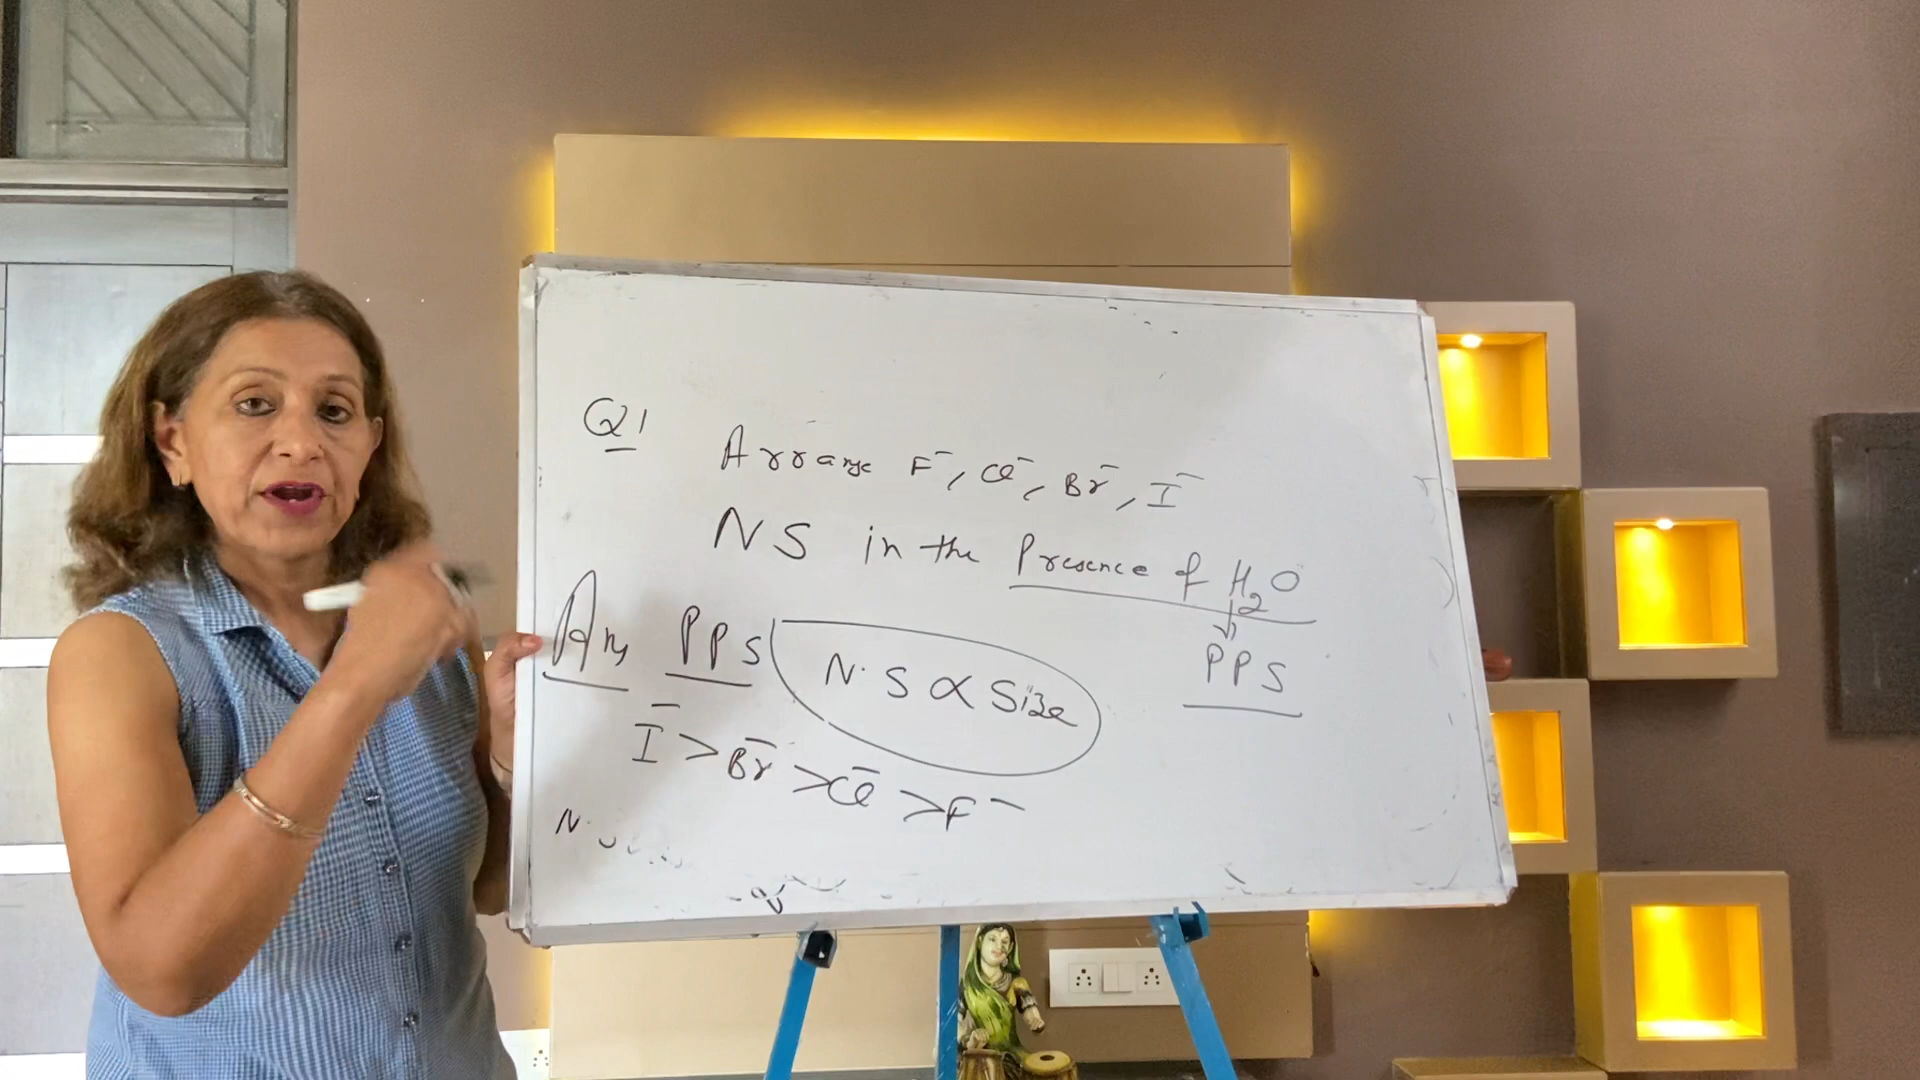 Q1
Arrange F⁻, Cl⁻, Br⁻, I⁻
NS in the Presence of H₂O
↓
PPS
Ans PPS N.S ∝ Size
I⁻ > Br⁻ > Cl⁻ > F⁻
N.